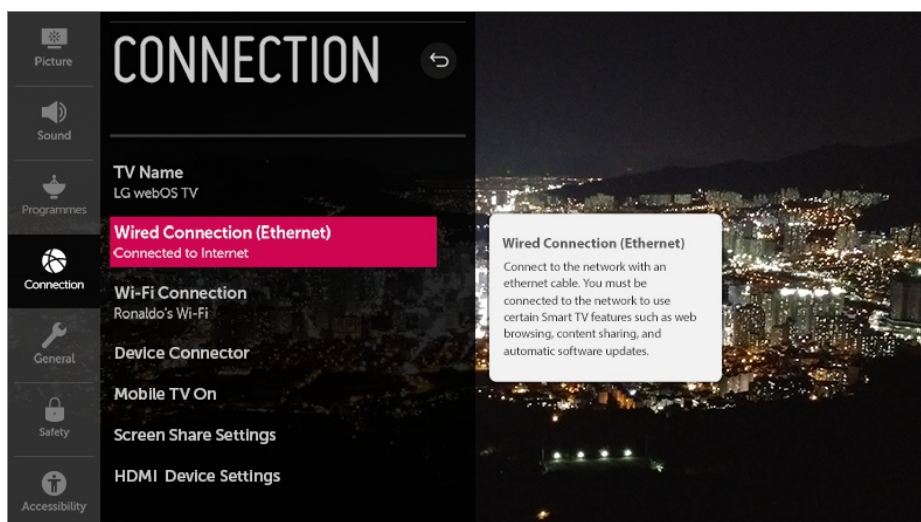 Picture
Sound
Programmes
Connection
General
Safety
Accessibility
CONNECTION
TV Name
LG webOS TV
Wired Connection (Ethernet)
Connected to Internet
Wi-Fi Connection
Ronaldo's Wi-Fi
Device Connector
Mobile TV On
Screen Share Settings
HDMI Device Settings
Wired Connection (Ethernet)
Connect to the network with an
ethernet cable. You must be
connected to the network to use
certain Smart TV features such as web
browsing, content sharing, and
automatic software updates.